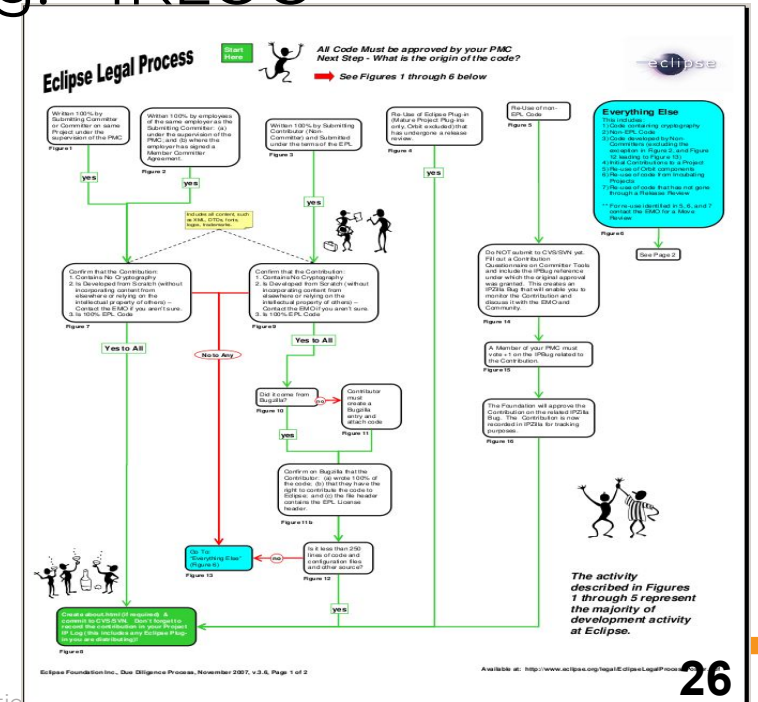 Eclipse Legal Process
Start
Here
All Code Must be approved by your PMC
Next Step - What is the origin of the code?
See Figures 1 through 6 below
eclipse
Written 100% by
Submitting Committer
or Committer on same
Project under the
supervision of the PMC
Figure 1
Written 100% by employees
of the same employer as the
Submitting Committer: (a)
under the supervision of the
PMC; and (b) where the
employer has signed a
Member Committer
Agreement.
Figure 2
Written 100% by Submitting
Contributor (Non-
Committer) and Submitted
under the terms of the EPL
Figure 3
Re-Use of Eclipse Plug-in
(Mature Project Plug-ins
only, Orbit excluded) that
has undergone a release
review.
Figure 4
Re-Use of non-
EPL Code
Figure 5
Everything Else
This includes
1) Code containing cryptography
2) Non-EPL Code
3) Code developed by Non-
Committers (excluding the
exception in Figure 2, and Figure
12 leading to Figure 13)
4) Initial Contributions to a Project
5) Re-use of Orbit components
6) Re-use of code from Incubating
Projects
7) Re-use of code that has not gone
through a Release Review
** For re-use identified in 5, 6, and 7
contact the EMO for a Move
Review
Figure 6
See Page 2
yes
yes
yes
yes
Includes all content, such
as XML, DTDs, fonts,
logos, trademarks.
Confirm that the Contribution:
1. Contains No Cryptography
2. Is Developed from Scratch (without
incorporating content from
elsewhere or relying on the
intellectual property of others) –
Contact the EMO if you aren't sure.
3. Is 100% EPL Code
Figure 7
Confirm that the Contribution:
1. Contains No Cryptography
2. Is Developed from Scratch (without
incorporating content from
elsewhere or relying on the
intellectual property of others) –
Contact the EMO if you aren't sure.
3. Is 100% EPL Code
Do NOT submit to CVS/SVN yet.
Fill out a Contribution
Questionnaire on Committer Tools
and include the IPBug reference
under which the original approval
was granted. This creates an
IPZilla Bug that will enable you to
monitor the Contribution and
discuss it with the EMO and
Community.
Figure 14
Yes to All
No to Any
Yes to All
A Member of your PMC must
vote +1 on the IPBug related to
the Contribution.
Figure 15
Did it come from
Bugzilla?
Figure 10
no
Contributor
must
create a
Bugzilla
entry and
attach code
Figure 11
yes
The Foundation will approve the
Contribution on the related IPZilla
Bug. The Contribution is now
recorded in IPZilla for tracking
purposes.
Figure 16
Confirm on Bugzilla that the
Contributor: (a) wrote 100% of
the code; (b) that they have the
right to contribute the code to
Eclipse; and (c) the file header
contains the EPL License
header.
Figure 11b
Go To:
"Everything Else"
(Figure 6)
Figure 13
no
Is it less than 250
lines of code and
configuration files
and other source?
Figure 12
yes
The activity
described in Figures
1 through 5 represent
the majority of
development activity
at Eclipse.
Create about.html (if required) &
commit to CVS/SVN. Don't forget to
record the contribution in your Project
IP Log (this includes any Eclipse Plug-
in you are distributing)!
Eclipse Foundation Inc., Due Diligence Process, November 2007, v.3.6, Page 1 of 2
Available at: http://www.eclipse.org/legal/EclipseLegalProcess
26